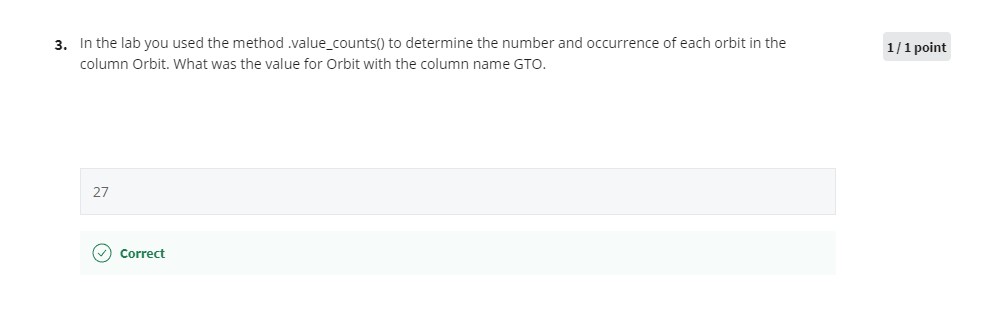 3. In the lab you used the method .value_counts() to determine the number and occurrence of each orbit in the
column Orbit. What was the value for Orbit with the column name GTO.
1 / 1 point
27
Correct